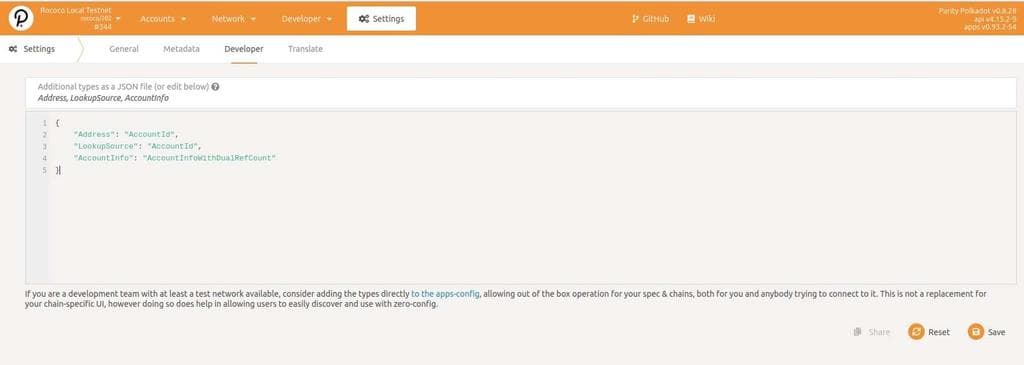 Rococo Local Testnet
rococo/202
#344
Accounts
Network
Developer
Settings
GitHub
Wiki
Parity Polkadot v0.8.28
api v4.15.2-9
apps v0.93.2-54
Settings
General
Metadata
Developer
Translate
Additional types as a JSON file (or edit below)
Address, LookupSource, AccountInfo
1 {
2 "Address": "AccountId",
3 "LookupSource": "AccountId",
4 "AccountInfo": "AccountInfoWithDualRefCount"
5 }
If you are a development team with at least a test network available, consider adding the types directly to the apps-config, allowing out of the box operation for your spec & chains, both for you and anybody trying to connect to it. This is not a replacement for
your chain-specific UI, however doing so does help in allowing users to easily discover and use with zero-config.
Share
Reset
Save